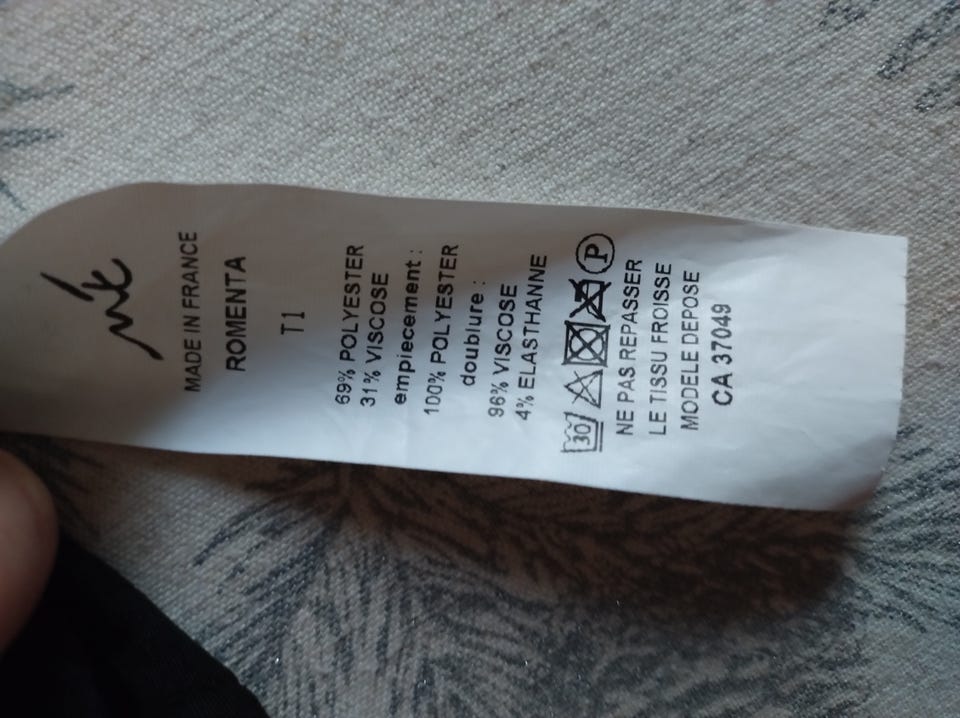 MADE IN FRANCE
ROMENTA
T1
69% POLYESTER
31% VISCOSE
empiecement :
100% POLYESTER
doublure :
96% VISCOSE
4% ELASTHANNE
30 P
NE PAS REPASSER
LE TISSU FROISSE
MODELE DEPOSE
CA 37049